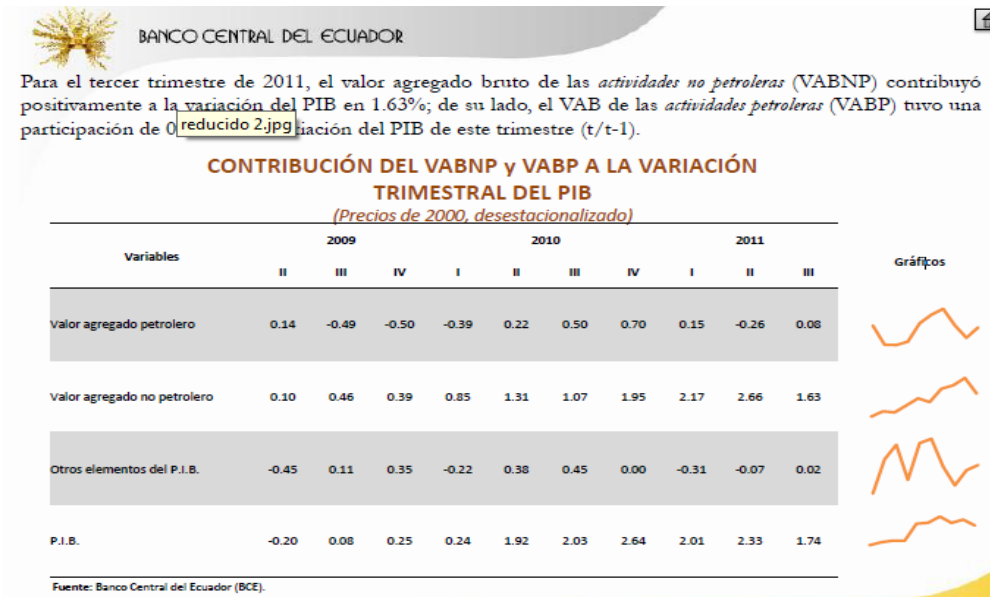 BANCO CENTRAL DEL ECUADOR
Para el tercer trimestre de 2011, el valor agregado bruto de las actividades no petroleras (VABNP) contribuyó
positivamente a la variación del PIB en 1.63%; de su lado, el VAB de las actividades petroleras (VABP) tuvo una
participación de 0 reducido 2.jpg iación del PIB de este trimestre (t/t-1).
CONTRIBUCIÓN DEL VABNP y VABP A LA VARIACIÓN
TRIMESTRAL DEL PIB
(Precios de 2000, desestacionalizado)
Variables 2009 2010 2011 Gráficos
II III IV I II III IV I II III
Valor agregado petrolero 0.14 -0.49 -0.50 -0.39 0.22 0.50 0.70 0.15 -0.26 0.08
Valor agregado no petrolero 0.10 0.46 0.39 0.85 1.31 1.07 1.95 2.17 2.66 1.63
Otros elementos del P.I.B. -0.45 0.11 0.35 -0.22 0.38 0.45 0.00 -0.31 -0.07 0.02
P.I.B. -0.20 0.08 0.25 0.24 1.92 2.03 2.64 2.01 2.33 1.74
Fuente: Banco Central del Ecuador (BCE).